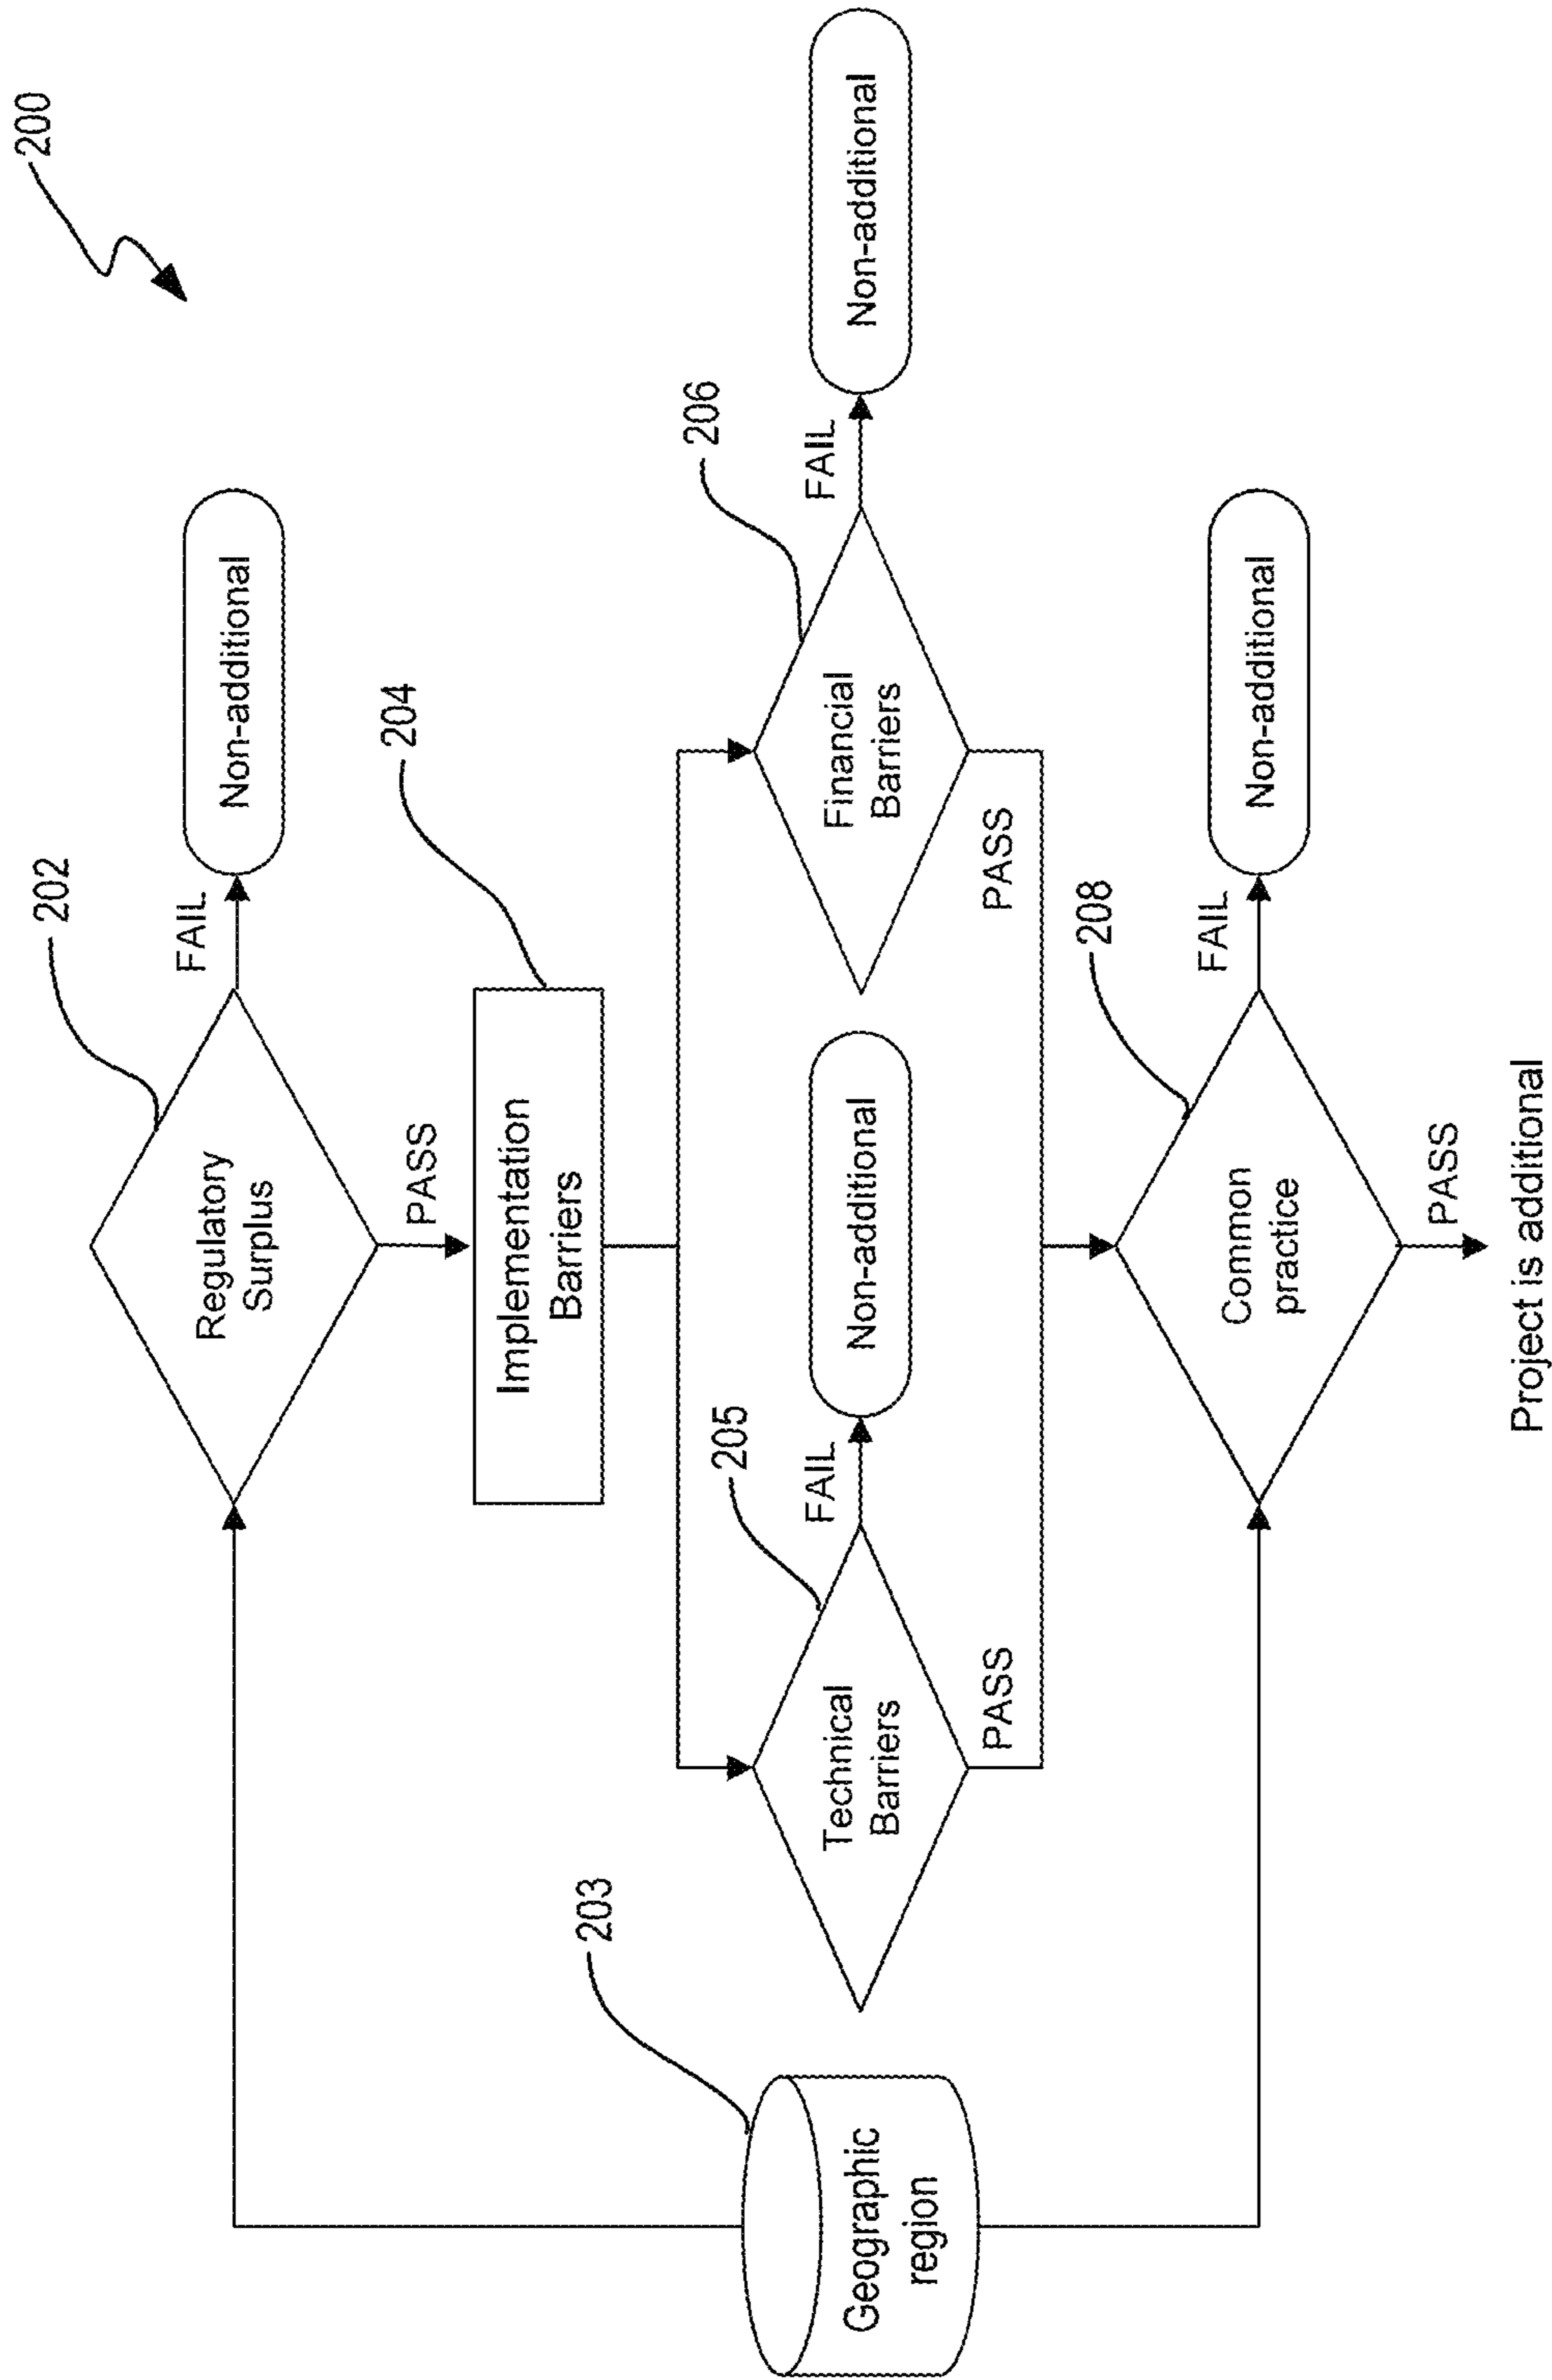 200
202
Regulatory
Surplus
FAIL
Non-additional
PASS
204
Implementation
Barriers
203
Geographic
region
205
Technical
Barriers
FAIL
Non-additional
PASS
206
Financial
Barriers
FAIL
Non-additional
PASS
208
Common
practice
FAIL
Non-additional
PASS
Project is additional